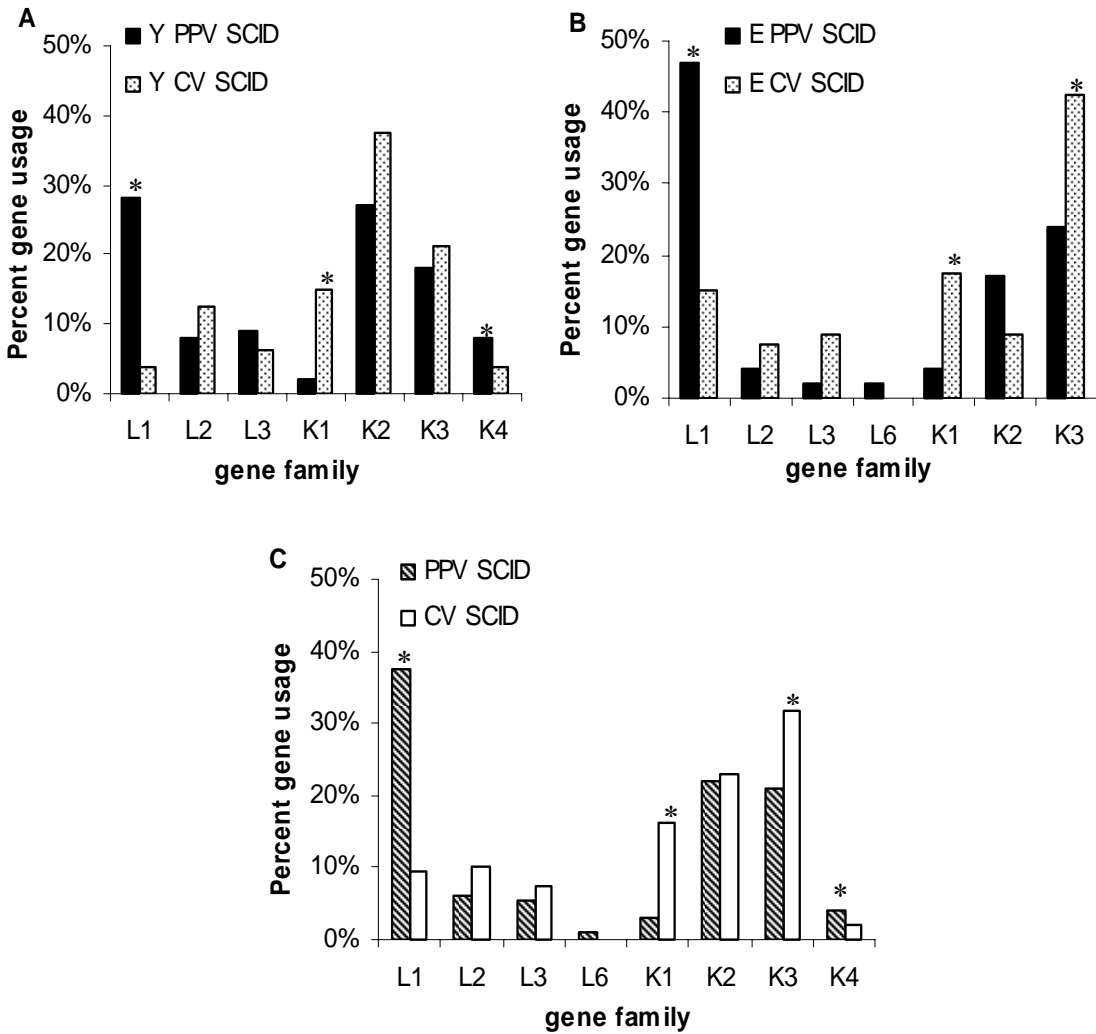 A
Y PPV SCID
Y CV SCID
50%
40%
30%
20%
10%
0%
Percent gene usage
*
*
*
L1 L2 L3 K1 K2 K3 K4
gene family
B
E PPV SCID
E CV SCID
50%
40%
30%
20%
10%
0%
Percent gene usage
*
*
*
L1 L2 L3 L6 K1 K2 K3
gene family
C
PPV SCID
CV SCID
50%
40%
30%
20%
10%
0%
Percent gene usage
*
*
*
*
L1 L2 L3 L6 K1 K2 K3 K4
gene family